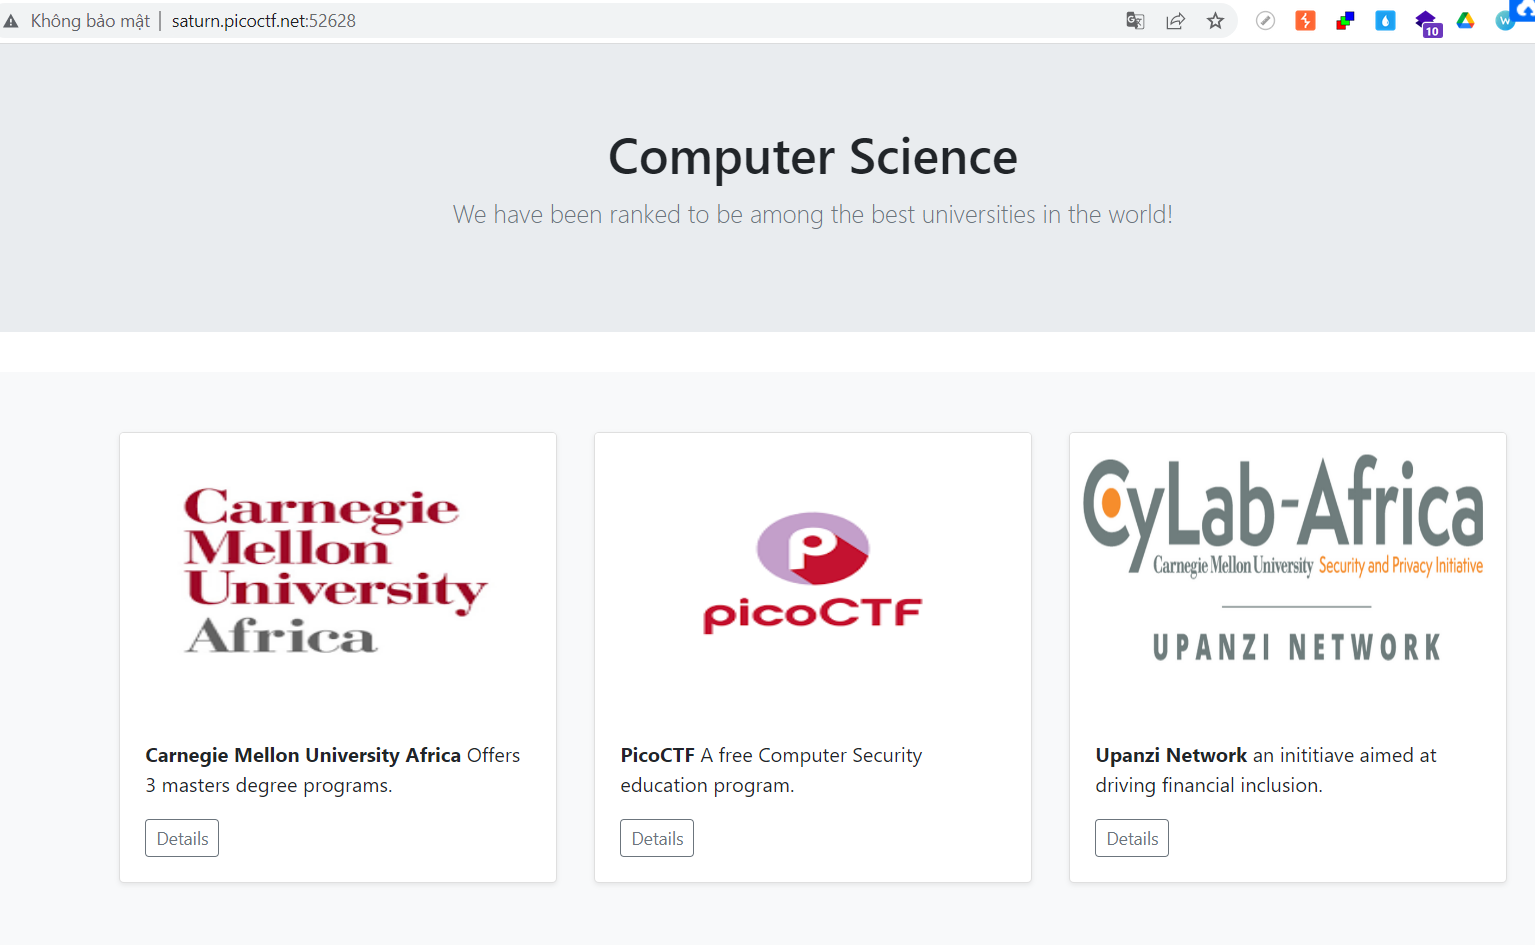 Không bảo mật | saturn.picoctf.net:52628
10
W
Computer Science
We have been ranked to be among the best universities in the world!
Carnegie
Mellon
University
Africa
Carnegie Mellon University Africa Offers
3 masters degree programs.
Details
picoCTF
PicoCTF A free Computer Security
education program.
Details
CyLab-Africa
Carnegie Mellon University Security and Privacy Initiative
UPANZI NETWORK
Upanzi Network an inititiave aimed at
driving financial inclusion.
Details